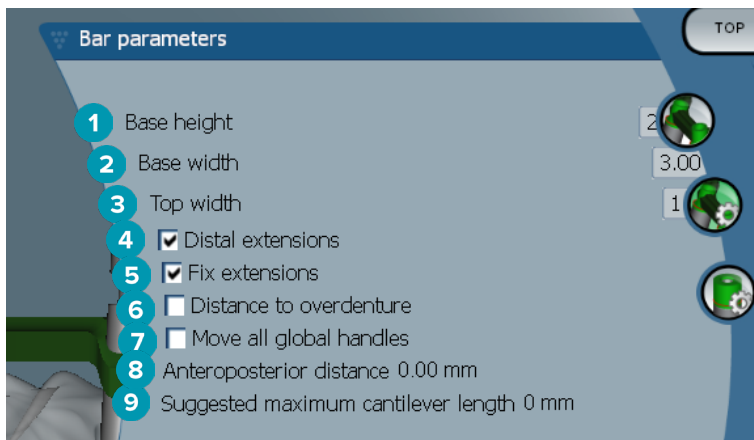 TOP
Bar parameters
1 Base height 2
2 Base width 3.00
3 Top width 1
4 Distal extensions
5 Fix extensions
6 Distance to overdenture
7 Move all global handles
8 Anteroposterior distance 0.00 mm
9 Suggested maximum cantilever length 0 mm